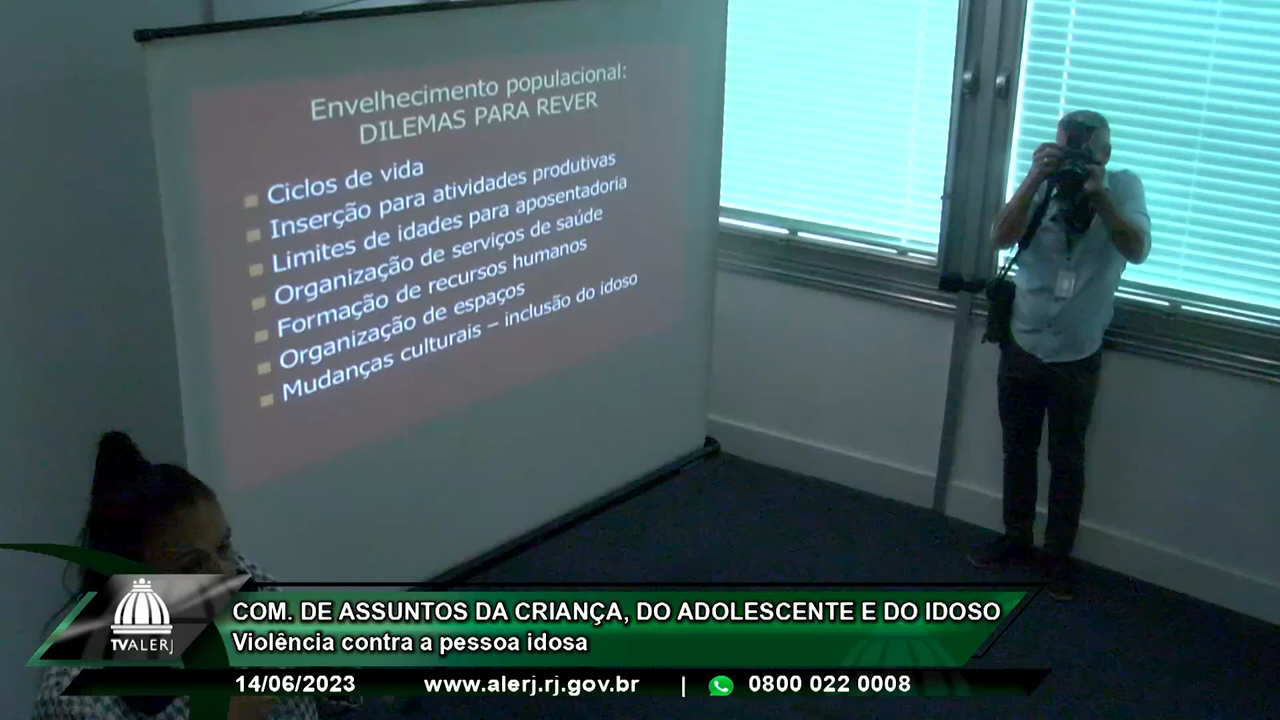 Envelhecimento populacional:
DILEMAS PARA REVER
Ciclos de vida
Inserção para atividades produtivas
Limites de idades para aposentadoria
Organização de serviços de saúde
Formação de recursos humanos
Organização de espaços
Mudanças culturais – inclusão do idoso
COM. DE ASSUNTOS DA CRIANÇA, DO ADOLESCENTE E DO IDOSO
Violência contra a pessoa idosa
TVALERJ
14/06/2023 www.alerj.rj.gov.br | 0800 022 0008